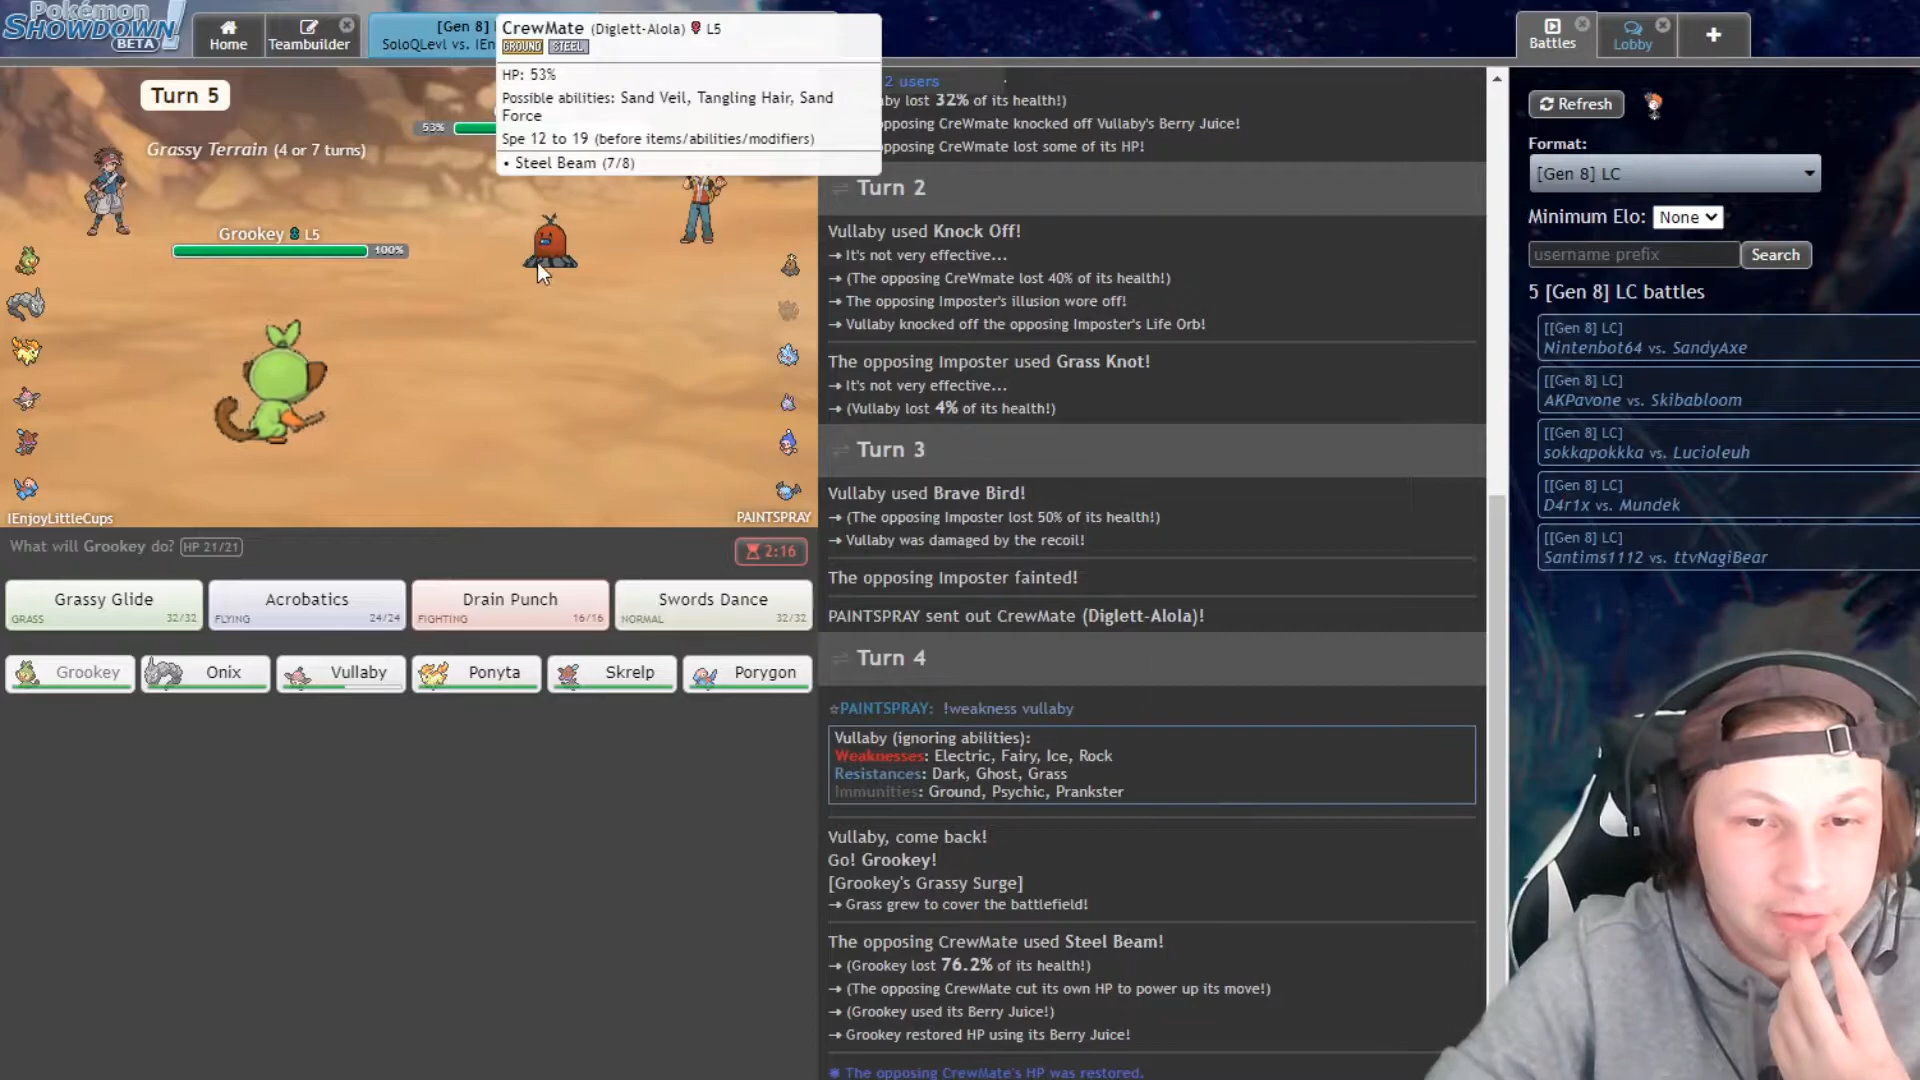 Pokémon
SHOWDOWN!
BETA
Home
Teambuilder
[Gen 8]
SoloQLevl vs. IEn
CrewMate (Diglett-Alola) L5
GROUND STEEL
HP: 53%
Possible abilities: Sand Veil, Tangling Hair, Sand
Force
Spe 12 to 19 (before items/abilities/modifiers)
• Steel Beam (7/8)
Battles
Lobby
Turn 5
53%
Grassy Terrain (4 or 7 turns)
Grookey L5
100%
IEnjoyLittleCups
PAINTSPRAY
What will Grookey do? HP 21/21
2:16
Grassy Glide
GRASS 32/32
Acrobatics
FLYING 24/24
Drain Punch
FIGHTING 16/16
Swords Dance
NORMAL 32/32
Grookey
Onix
Vullaby
Ponyta
Skrelp
Porygon
2 users
by lost 32% of its health!)
opposing CreWmate knocked off Vullaby's Berry Juice!
opposing CreWmate lost some of its HP!
Turn 2
Vullaby used Knock Off!
→ It's not very effective...
→ (The opposing CreWmate lost 40% of its health!)
→ The opposing Imposter's illusion wore off!
→ Vullaby knocked off the opposing Imposter's Life Orb!
The opposing Imposter used Grass Knot!
→ It's not very effective...
→ (Vullaby lost 4% of its health!)
Turn 3
Vullaby used Brave Bird!
→ (The opposing Imposter lost 50% of its health!)
→ Vullaby was damaged by the recoil!
The opposing Imposter fainted!
PAINTSPRAY sent out CrewMate (Diglett-Alola)!
Turn 4
☆PAINTSPRAY: !weakness vullaby
Vullaby (ignoring abilities):
Weaknesses: Electric, Fairy, Ice, Rock
Resistances: Dark, Ghost, Grass
Immunities: Ground, Psychic, Prankster
Vullaby, come back!
Go! Grookey!
[Grookey's Grassy Surge]
→ Grass grew to cover the battlefield!
The opposing CrewMate used Steel Beam!
→ (Grookey lost 76.2% of its health!)
→ (The opposing CrewMate cut its own HP to power up its move!)
→ (Grookey used its Berry Juice!)
→ Grookey restored HP using its Berry Juice!
The opposing CrewMate's HP was restored.
Refresh
Format:
[Gen 8] LC
Minimum Elo: None
username prefix
Search
5 [Gen 8] LC battles
[[Gen 8] LC]
Nintenbot64 vs. SandyAxe
[[Gen 8] LC]
AKPavone vs. Skibabloom
[[Gen 8] LC]
sokkapokkka vs. Lucioleuh
[[Gen 8] LC]
D4r1x vs. Mundek
[[Gen 8] LC]
Santims1112 vs. ttvNagiBear